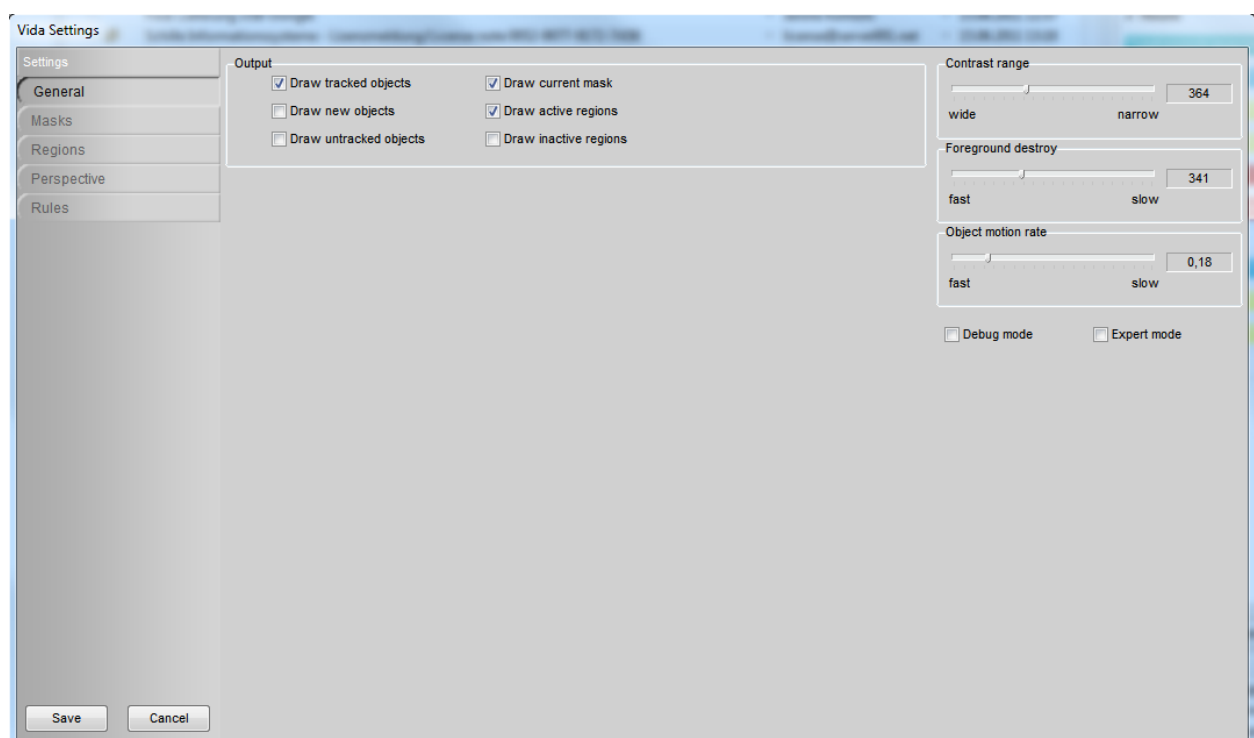 Vida Settings
Settings
General
Masks
Regions
Perspective
Rules
Save
Cancel
Output
Draw tracked objects
Draw current mask
Draw new objects
Draw active regions
Draw untracked objects
Draw inactive regions
Contrast range
364
wide narrow
Foreground destroy
341
fast slow
Object motion rate
0,18
fast slow
Debug mode
Expert mode